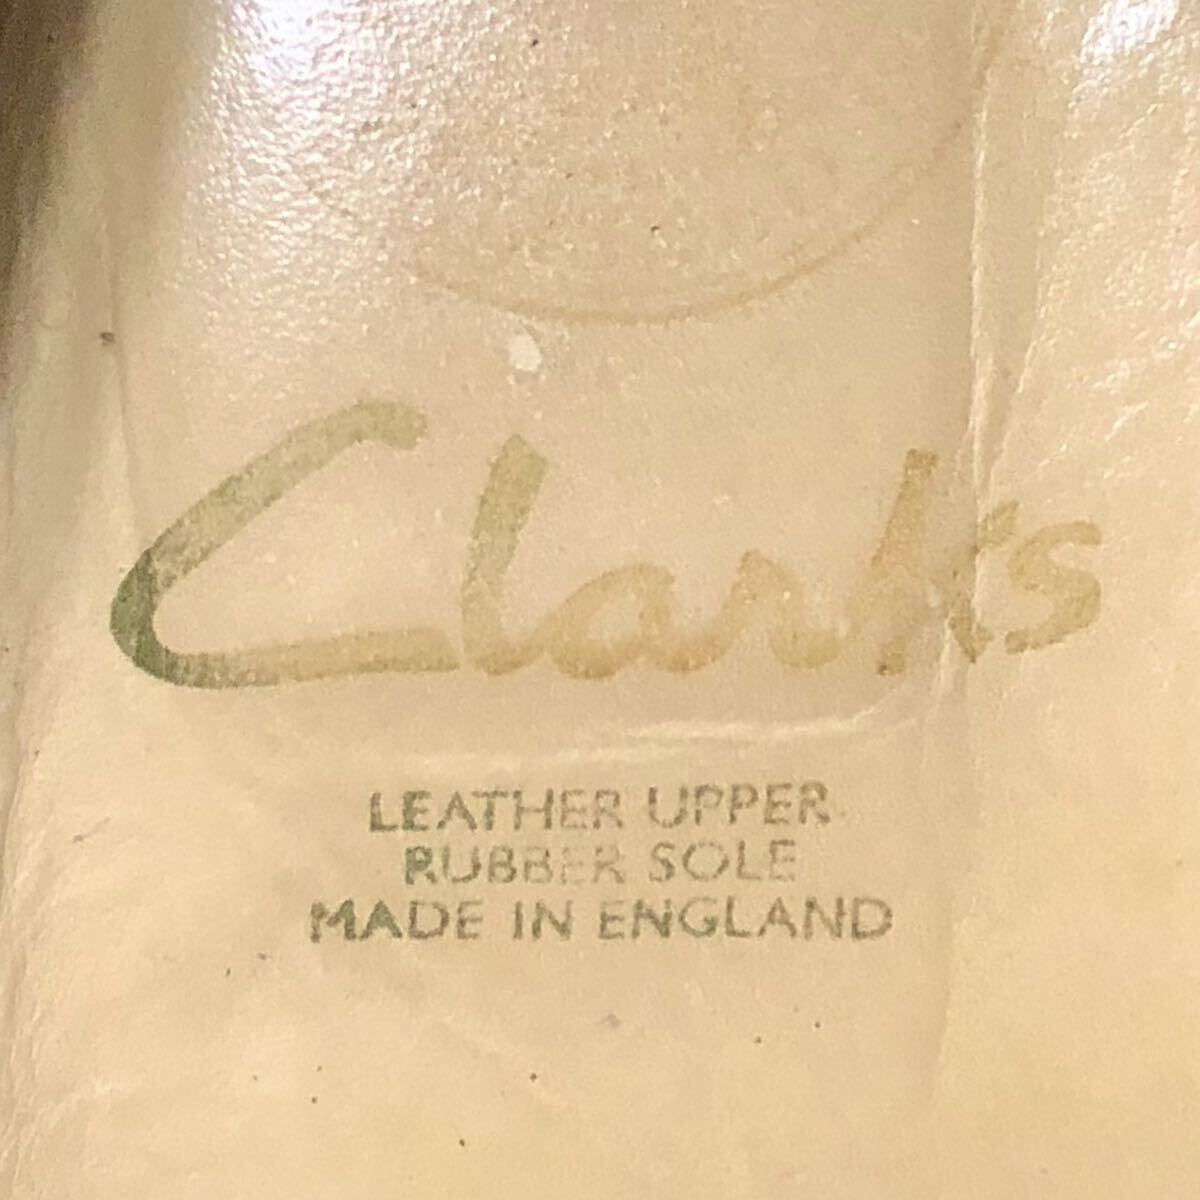 Clarks
LEATHER UPPER
RUBBER SOLE
MADE IN ENGLAND